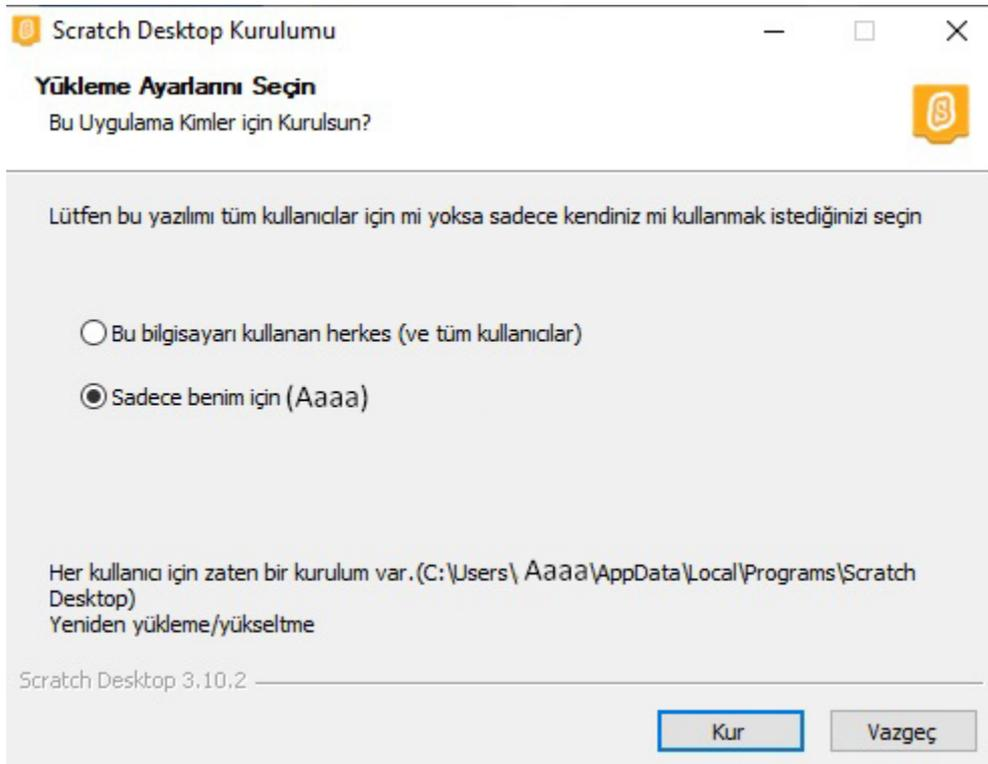 Scratch Desktop Kurulumu
Yükleme Ayarlarını Seçin
Bu Uygulama Kimler için Kurulsun?
Lütfen bu yazılımı tüm kullanıcılar için mi yoksa sadece kendiniz mi kullanmak istediğinizi seçin
Bu bilgisayarı kullanan herkes (ve tüm kullanıcılar)
Sadece benim için (Aaaa)
Her kullanıcı için zaten bir kurulum var.(C:\Users\ Aaaa\AppData\Local\Programs\Scratch
Desktop)
Yeniden yükleme/yükseltme
Scratch Desktop 3.10.2
Kur
Vazgeç